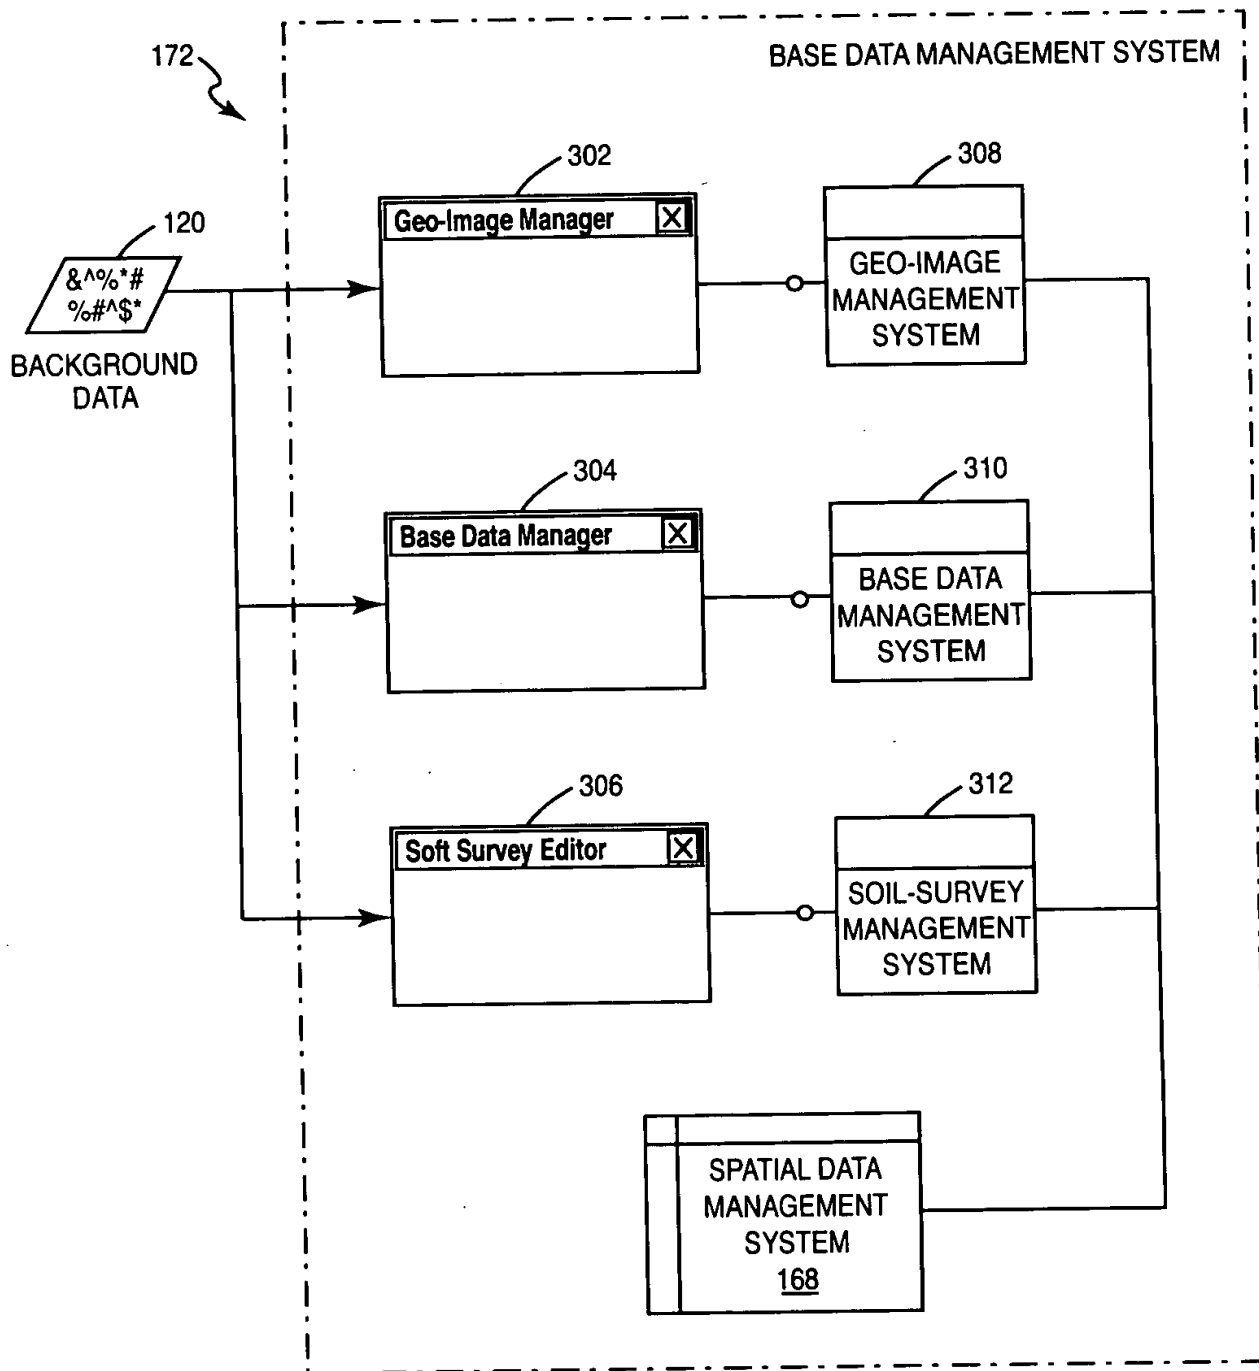 172
BASE DATA MANAGEMENT SYSTEM
302
308
Geo-Image Manager
X
120
&^%*#
%#^$*
BACKGROUND
DATA
GEO-IMAGE
MANAGEMENT
SYSTEM
304
310
Base Data Manager
X
BASE DATA
MANAGEMENT
SYSTEM
306
312
Soft Survey Editor
X
SOIL-SURVEY
MANAGEMENT
SYSTEM
SPATIAL DATA
MANAGEMENT
SYSTEM
168